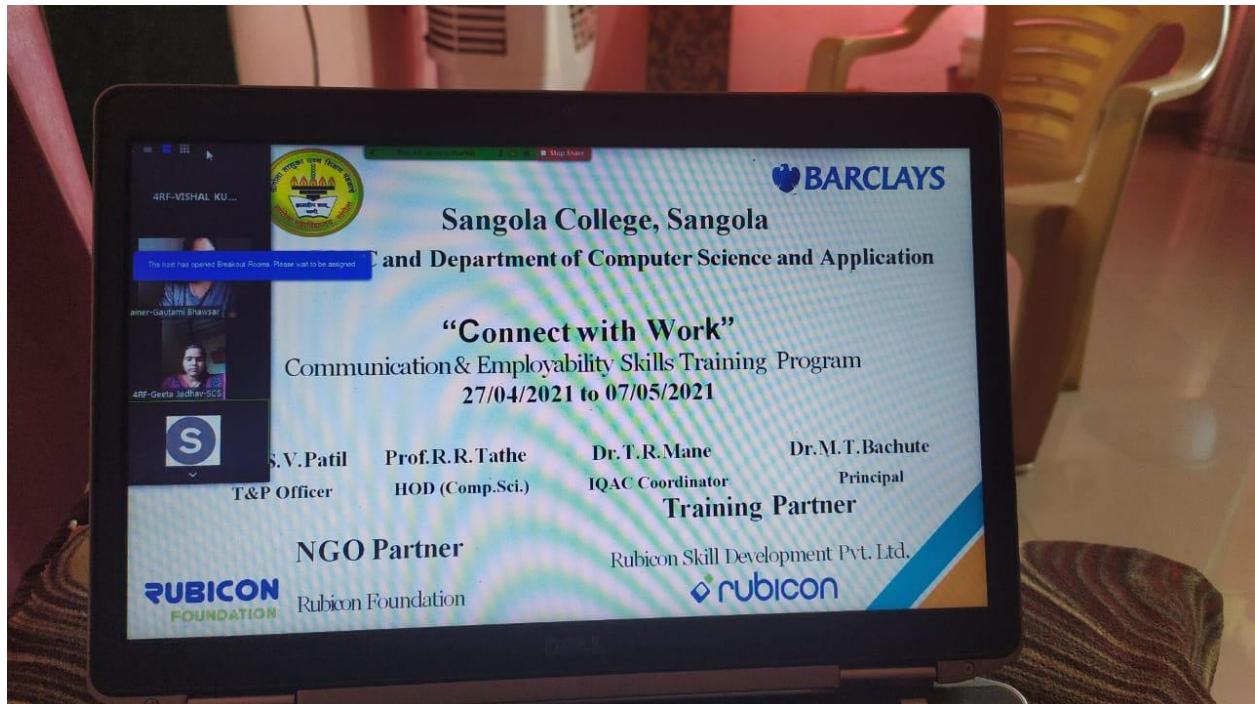 4RF-VISHAL KU...
Stop Share
BARCLAYS
Sangola College, Sangola
The host has opened Breakout Rooms. Please wait to be assigned.
C and Department of Computer Science and Application
ainer-Gautami Bhawsar
“Connect with Work”
Communication & Employability Skills Training Program
27/04/2021 to 07/05/2021
4RF-Geeta Jadhav-SCS
S
S.V.Patil Prof.R.R.Tathe Dr.T.R.Mane Dr.M.T.Bachute
T&P Officer HOD (Comp.Sci.) IQAC Coordinator Principal
Training Partner
NGO Partner
Rubicon Skill Development Pvt. Ltd.
RUBICON
FOUNDATION
Rubicon Foundation
rubicon